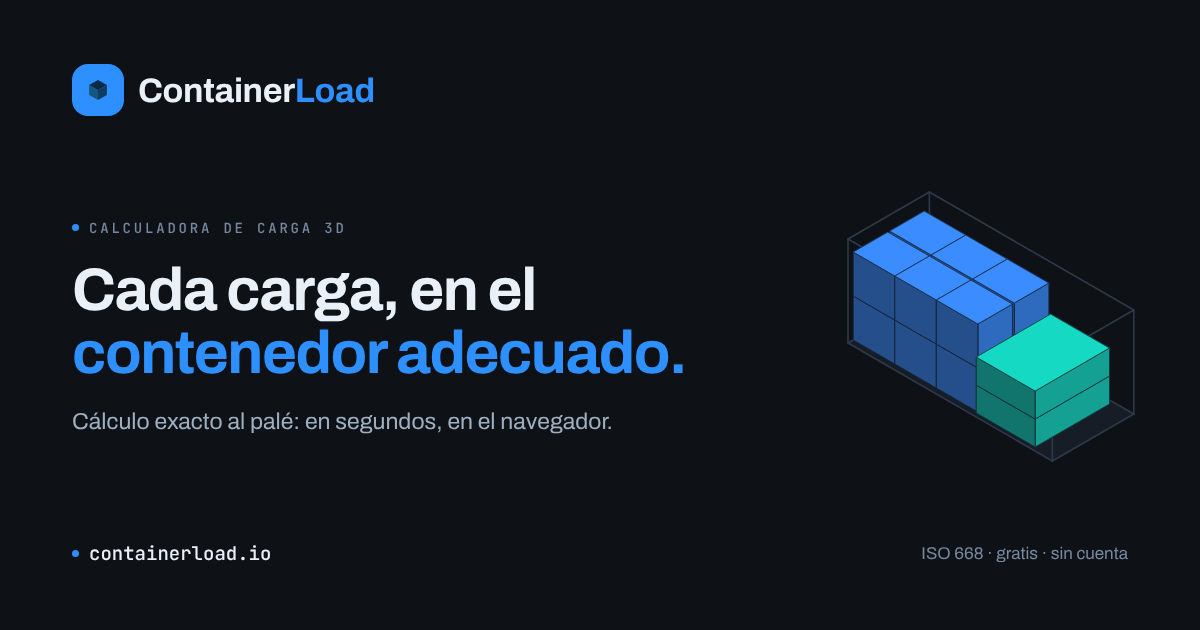 ContainerLoad
CALCULADORA DE CARGA 3D
Cada carga, en el
contenedor adecuado.
Cálculo exacto al palé: en segundos, en el navegador.
containerload.io
ISO 668 · gratis · sin cuenta